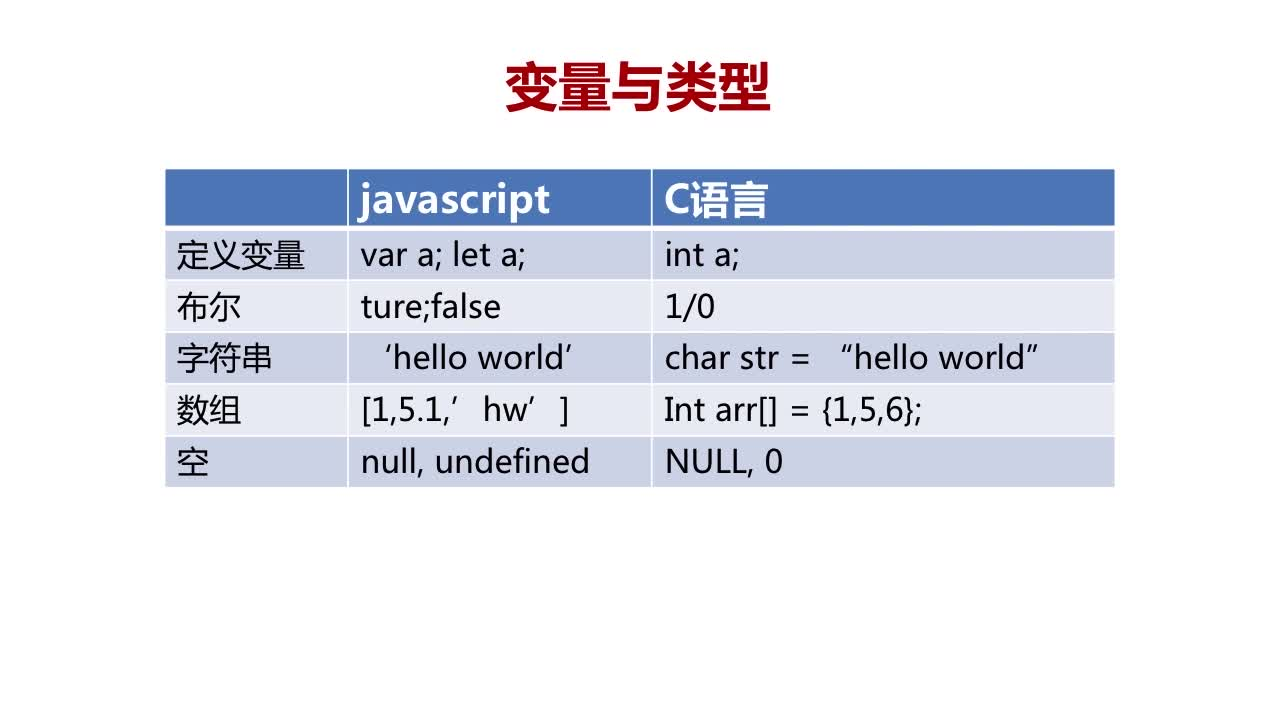 变量与类型
javascript C语言
定义变量 var a; let a; int a;
布尔 ture;false 1/0
字符串 ‘hello world’ char str = “hello world”
数组 [1,5.1,’hw’] Int arr[] = {1,5,6};
空 null, undefined NULL, 0